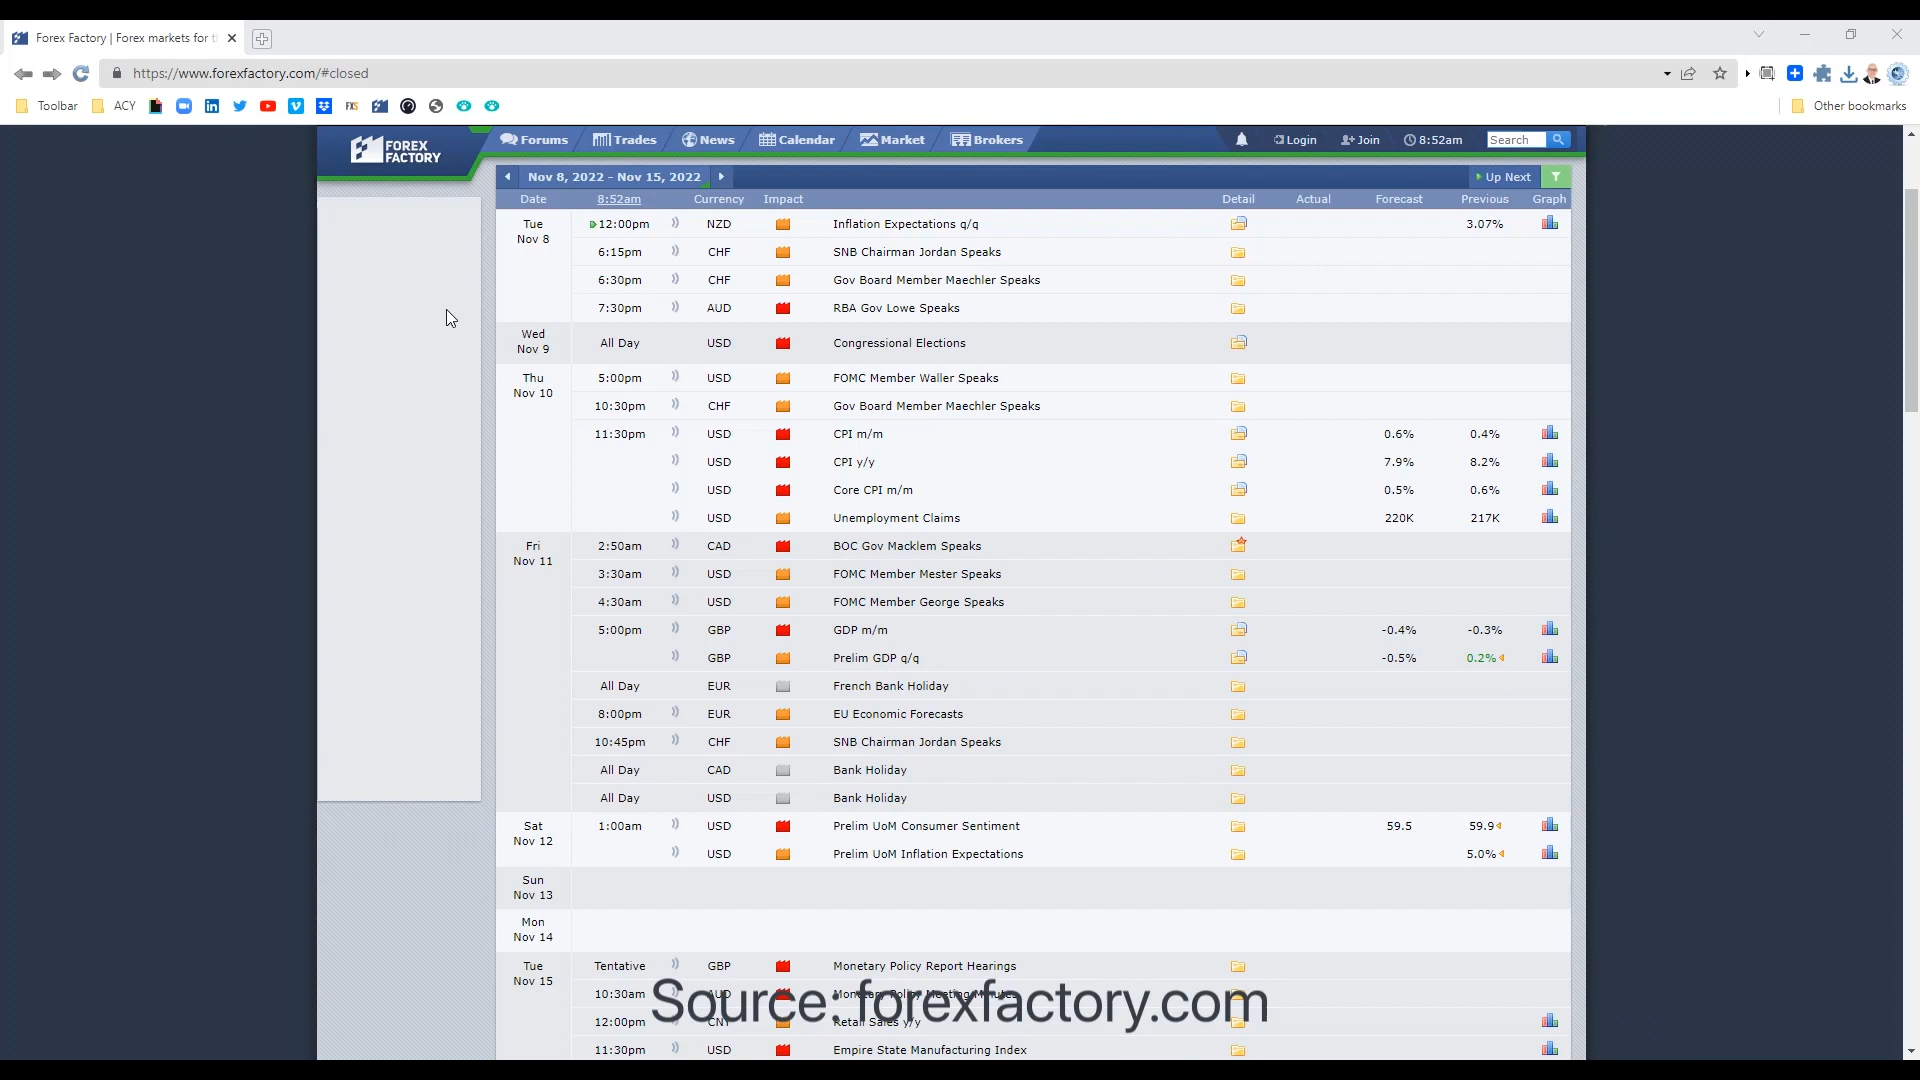 Forex Factory | Forex markets for t
https://www.forexfactory.com/#closed
Toolbar ACY FXS Other bookmarks
FOREX FACTORY Forums Trades News Calendar Market Brokers Login Join 8:52am Search
Nov 8, 2022 - Nov 15, 2022 Up Next
Date 8:52am Currency Impact Detail Actual Forecast Previous Graph
Tue Nov 8 12:00pm NZD Inflation Expectations q/q 3.07%
6:15pm CHF SNB Chairman Jordan Speaks
6:30pm CHF Gov Board Member Maechler Speaks
7:30pm AUD RBA Gov Lowe Speaks
Wed Nov 9 All Day USD Congressional Elections
Thu Nov 10 5:00pm USD FOMC Member Waller Speaks
10:30pm CHF Gov Board Member Maechler Speaks
11:30pm USD CPI m/m 0.6% 0.4%
USD CPI y/y 7.9% 8.2%
USD Core CPI m/m 0.5% 0.6%
USD Unemployment Claims 220K 217K
Fri Nov 11 2:50am CAD BOC Gov Macklem Speaks
3:30am USD FOMC Member Mester Speaks
4:30am USD FOMC Member George Speaks
5:00pm GBP GDP m/m -0.4% -0.3%
GBP Prelim GDP q/q -0.5% 0.2%
All Day EUR French Bank Holiday
8:00pm EUR EU Economic Forecasts
10:45pm CHF SNB Chairman Jordan Speaks
All Day CAD Bank Holiday
All Day USD Bank Holiday
Sat Nov 12 1:00am USD Prelim UoM Consumer Sentiment 59.5 59.9
USD Prelim UoM Inflation Expectations 5.0%
Sun Nov 13
Mon Nov 14
Tue Nov 15 Tentative GBP Monetary Policy Report Hearings
10:30am AUD Monetary Policy Meeting Minutes
Source: forexfactory.com
12:00pm CNY Retail Sales y/y
11:30pm USD Empire State Manufacturing Index